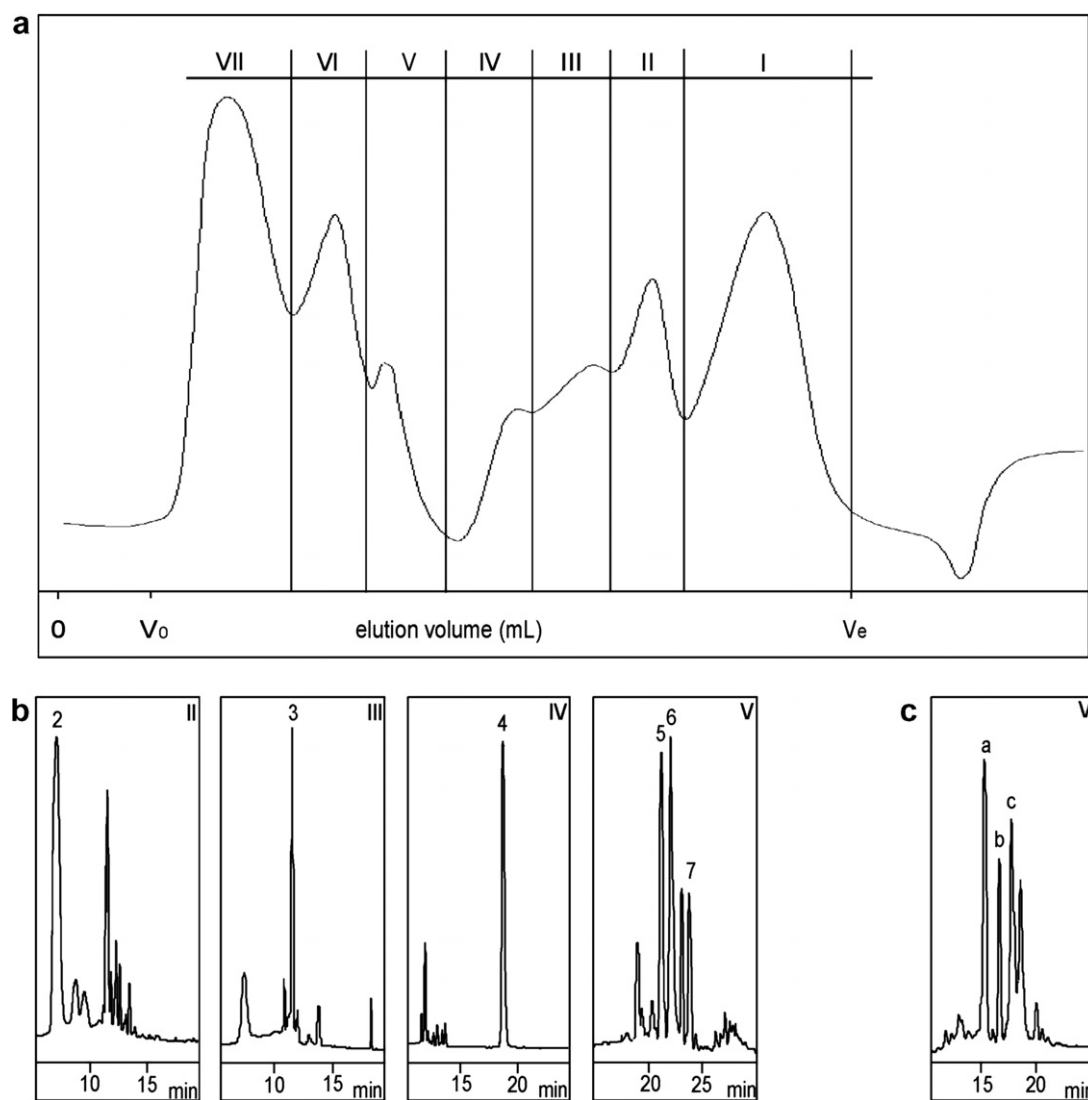 a
VII VI V IV III II I
0 Vo elution volume (mL) Ve
b c
2 II
10 15 min
3 III
10 15 min
4 IV
15 20 min
5 6 7 V
20 25 min
a b c V
15 20 min